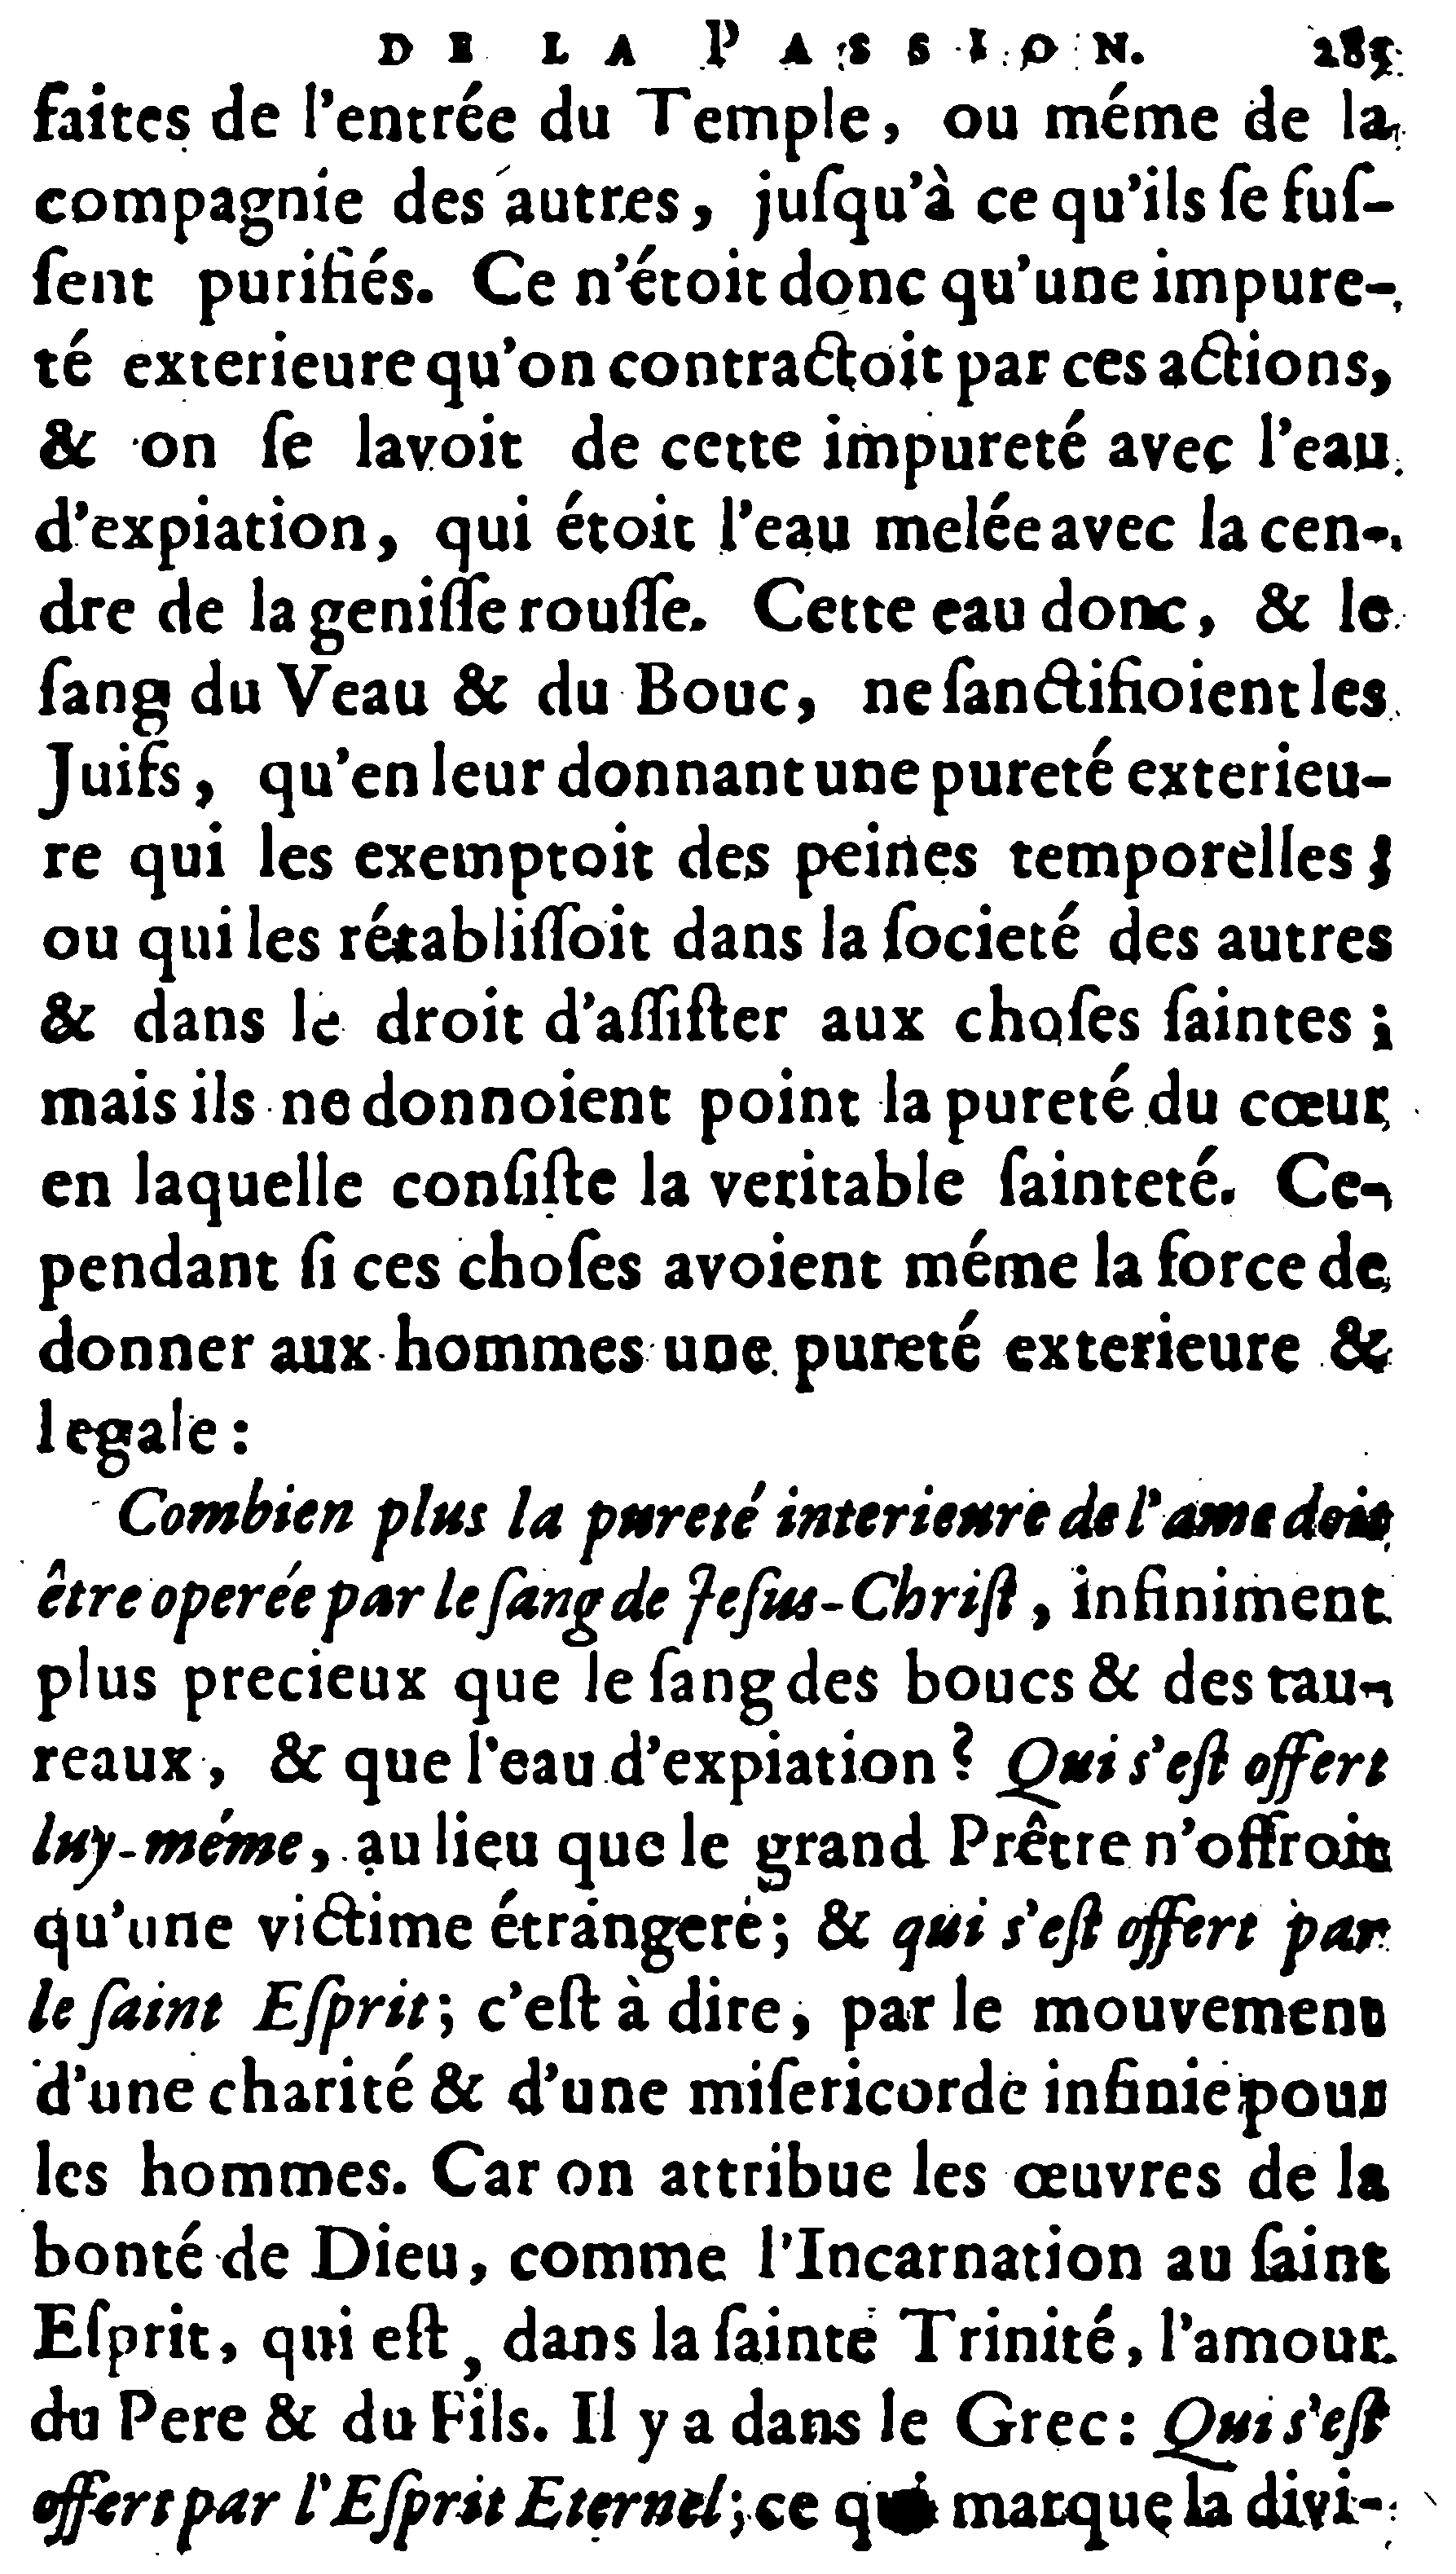 DE LA PASSION. 285
faites de l'entrée du Temple, ou méme de la
compagnie des autres, juſqu'à ce qu'ils ſe fuſ-
ſent purifiés. Ce n'étoit donc qu'une impure-
té exterieure qu'on contractoit par ces actions,
& on ſe lavoit de cette impureté avec l'eau
d'expiation, qui étoit l'eau melée avec la cen-
dre de la geniſſe rouſſe. Cette eau donc, & le
ſang du Veau & du Bouc, ne ſanctifioient les
Juifs, qu'en leur donnant une pureté exterieu-
re qui les exemptoit des peines temporelles;
ou qui les rétabliſſoit dans la ſocieté des autres
& dans le droit d'aſſiſter aux choſes ſaintes;
mais ils ne donnoient point la pureté du cœur,
en laquelle conſiſte la veritable ſainteté. Ce-
pendant ſi ces choſes avoient méme la force de
donner aux hommes une pureté exterieure &
legale:
Combien plus la pureté interieure de l'ame doit
être operée par le ſang de Jeſus-Chriſt, infiniment
plus precieux que le ſang des boucs & des tau-
reaux, & que l'eau d'expiation? Qui s'eſt offert
luy-méme, au lieu que le grand Prêtre n'offroit
qu'une victime étrangere; & qui s'eſt offert par
le ſaint Eſprit; c'eſt à dire, par le mouvement
d'une charité & d'une miſericorde infinie pour
les hommes. Car on attribue les œuvres de la
bonté de Dieu, comme l'Incarnation au ſaint
Eſprit, qui eſt, dans la ſainte Trinité, l'amour
du Pere & du Fils. Il y a dans le Grec: Qui s'eſt
offert par l'Eſprit Eternel; ce qui marque la divi-